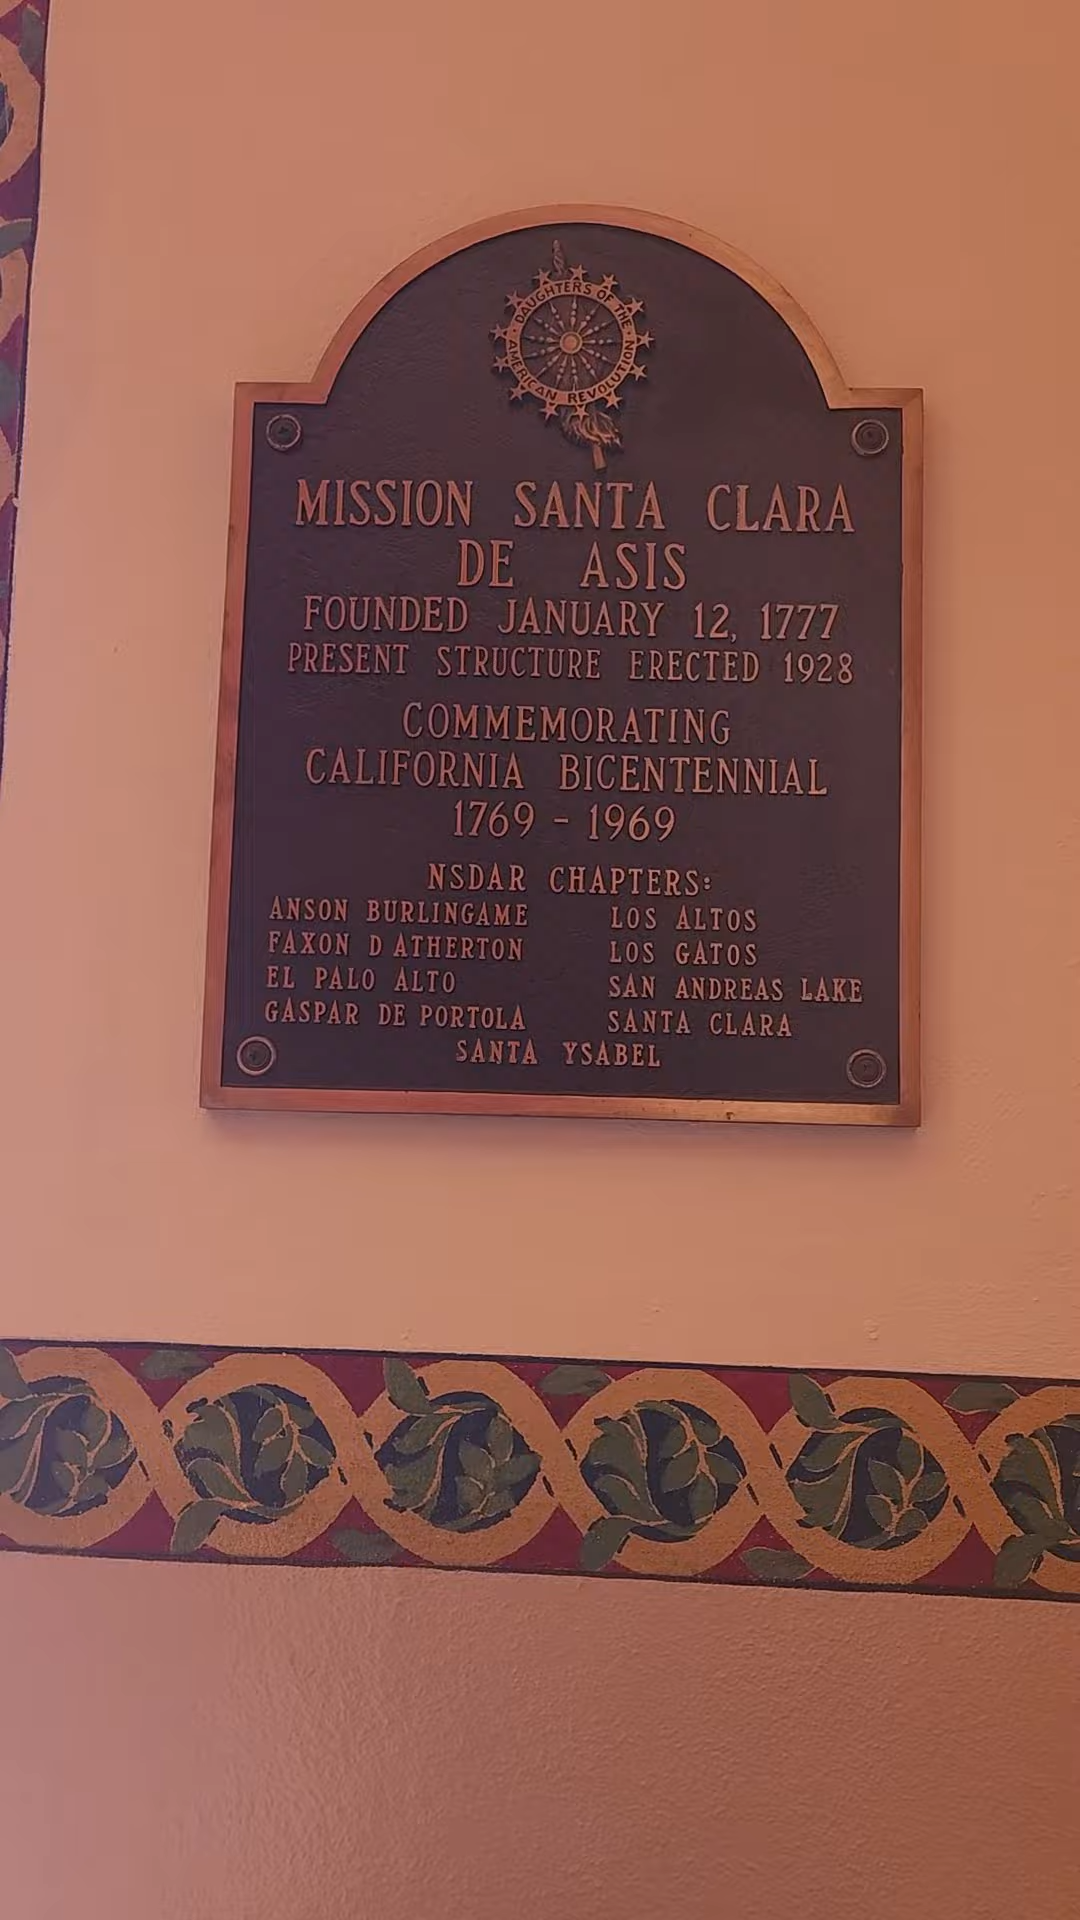 DAUGHTERS OF THE
AMERICAN REVOLUTION
MISSION SANTA CLARA
DE ASIS
FOUNDED JANUARY 12, 1777
PRESENT STRUCTURE ERECTED 1928
COMMEMORATING
CALIFORNIA BICENTENNIAL
1769 - 1969
NSDAR CHAPTERS:
ANSON BURLINGAME LOS ALTOS
FAXON D ATHERTON LOS GATOS
EL PALO ALTO SAN ANDREAS LAKE
GASPAR DE PORTOLA SANTA CLARA
SANTA YSABEL